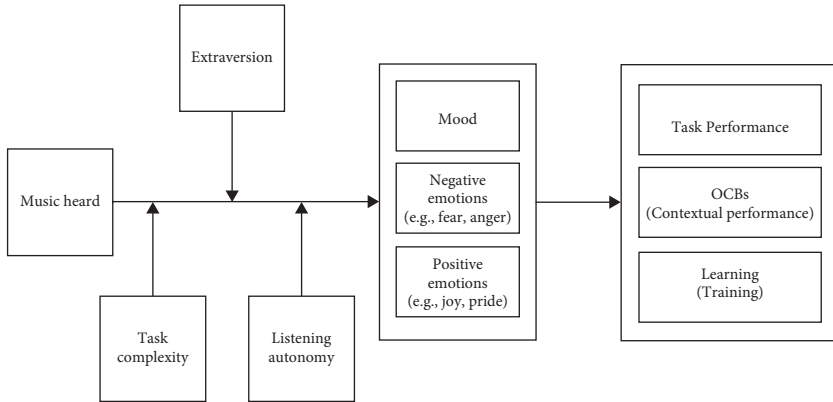 Extraversion
Music heard
Task
complexity
Listening
autonomy
Mood
Negative
emotions
(e.g., fear, anger)
Positive
emotions
(e.g., joy, pride)
Task Performance
OCBs
(Contextual performance)
Learning
(Training)